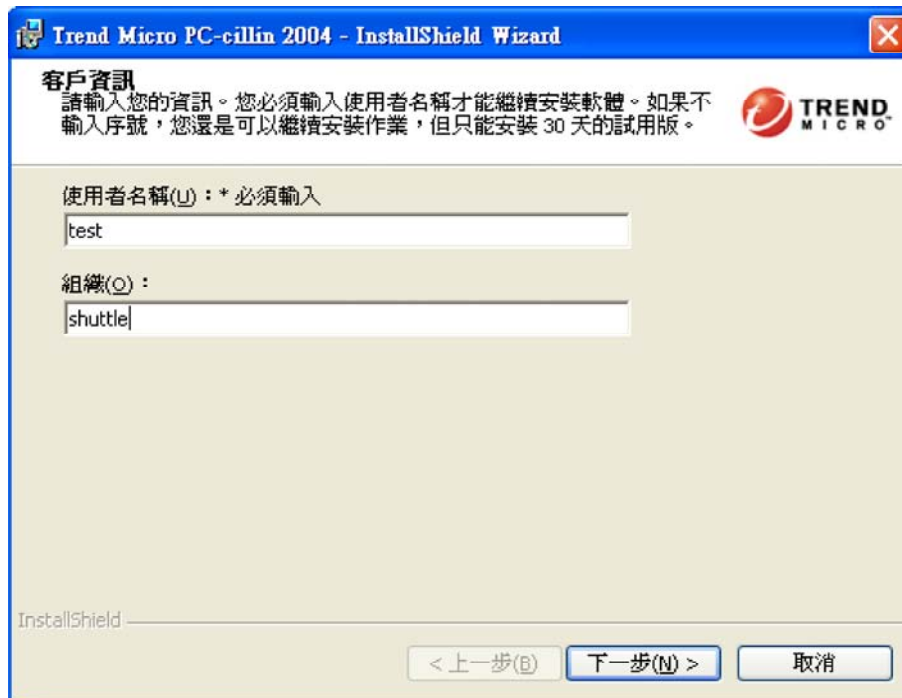 Trend Micro PC-cillin 2004 - InstallShield Wizard
客戶資訊
請輸入您的資訊。您必須輸入使用者名稱才能繼續安裝軟體。如果不
輸入序號，您還是可以繼續安裝作業，但只能安裝 30 天的試用版。
TREND
MICRO
使用者名稱(U)：* 必須輸入
test
組織(O)：
shuttle
InstallShield
< 上一步(B)
下一步(N) >
取消